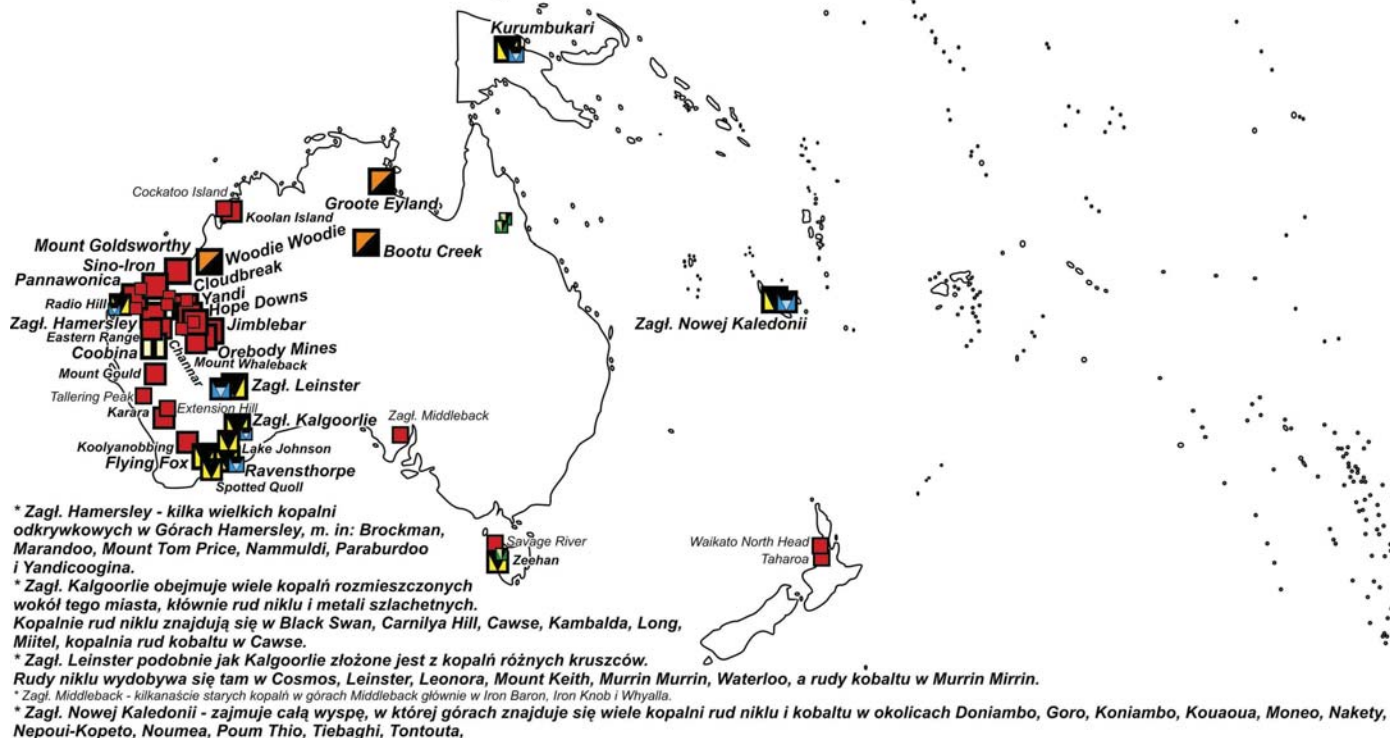 Kurumbukari
Cockatoo Island
Koolan Island
Groote Eyland
Mount Goldsworthy
Woodie Woodie
Bootu Creek
Sino-Iron
Cloudbreak
Pannawonica
Yandi
Radio Hill
Hope Downs
Zagł. Hamersley
Jimblebar
Zagł. Nowej Kaledonii
Eastern Range
Channar
Orebody Mines
Coobina
Mount Whaleback
Mount Gould
Zagł. Leinster
Tallering Peak
Extension Hill
Karara
Zagł. Kalgoorlie
Zagł. Middleback
Koolyanobbing
Lake Johnson
Flying Fox
Ravensthorpe
Spotted Quoll
Savage River
Zeehan
Waikato North Head
Taharoa
* Zagł. Hamersley - kilka wielkich kopalni
odkrywkowych w Górach Hamersley, m. in: Brockman,
Marandoo, Mount Tom Price, Nammuldi, Paraburdoo
i Yandicoogina.
* Zagł. Kalgoorlie obejmuje wiele kopalń rozmieszczonych
wokół tego miasta, kłównie rud niklu i metali szlachetnych.
Kopalnie rud niklu znajdują się w Black Swan, Carnilya Hill, Cawse, Kambalda, Long,
Miitel, kopalnia rud kobaltu w Cawse.
* Zagł. Leinster podobnie jak Kalgoorlie złożone jest z kopalń różnych kruszców.
Rudy niklu wydobywa się tam w Cosmos, Leinster, Leonora, Mount Keith, Murrin Murrin, Waterloo, a rudy kobaltu w Murrin Mirrin.
* Zagł. Middleback - kilkanaście starych kopalń w górach Middleback głównie w Iron Baron, Iron Knob i Whyalla.
* Zagł. Nowej Kaledonii - zajmuje całą wyspę, w której górach znajduje się wiele kopalni rud niklu i kobaltu w okolicach Doniambo, Goro, Koniambo, Kouaoua, Moneo, Nakety,
Nepoui-Kopeto, Noumea, Poum Thio, Tiebaghi, Tontouta,